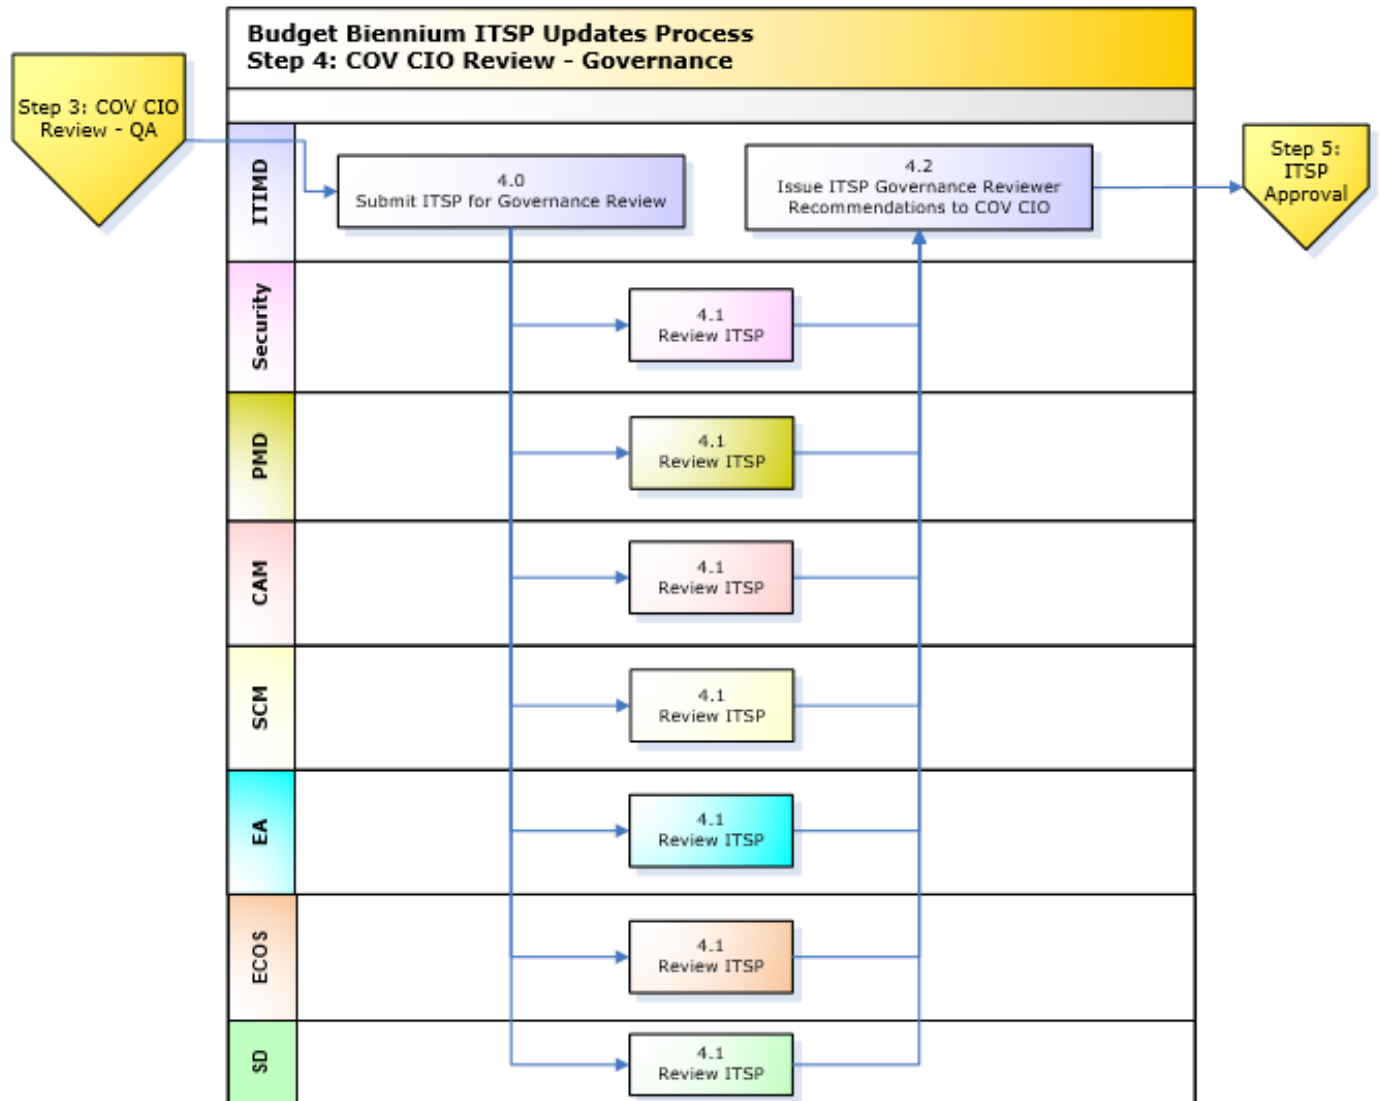 Budget Biennium ITSP Updates Process
Step 4: COV CIO Review - Governance
Step 3: COV CIO
Review - QA
ITIMD
4.0
Submit ITSP for Governance Review
4.2
Issue ITSP Governance Reviewer
Recommendations to COV CIO
Step 5:
ITSP
Approval
Security
4.1
Review ITSP
PMD
4.1
Review ITSP
CAM
4.1
Review ITSP
SCM
4.1
Review ITSP
EA
4.1
Review ITSP
ECOS
4.1
Review ITSP
SD
4.1
Review ITSP